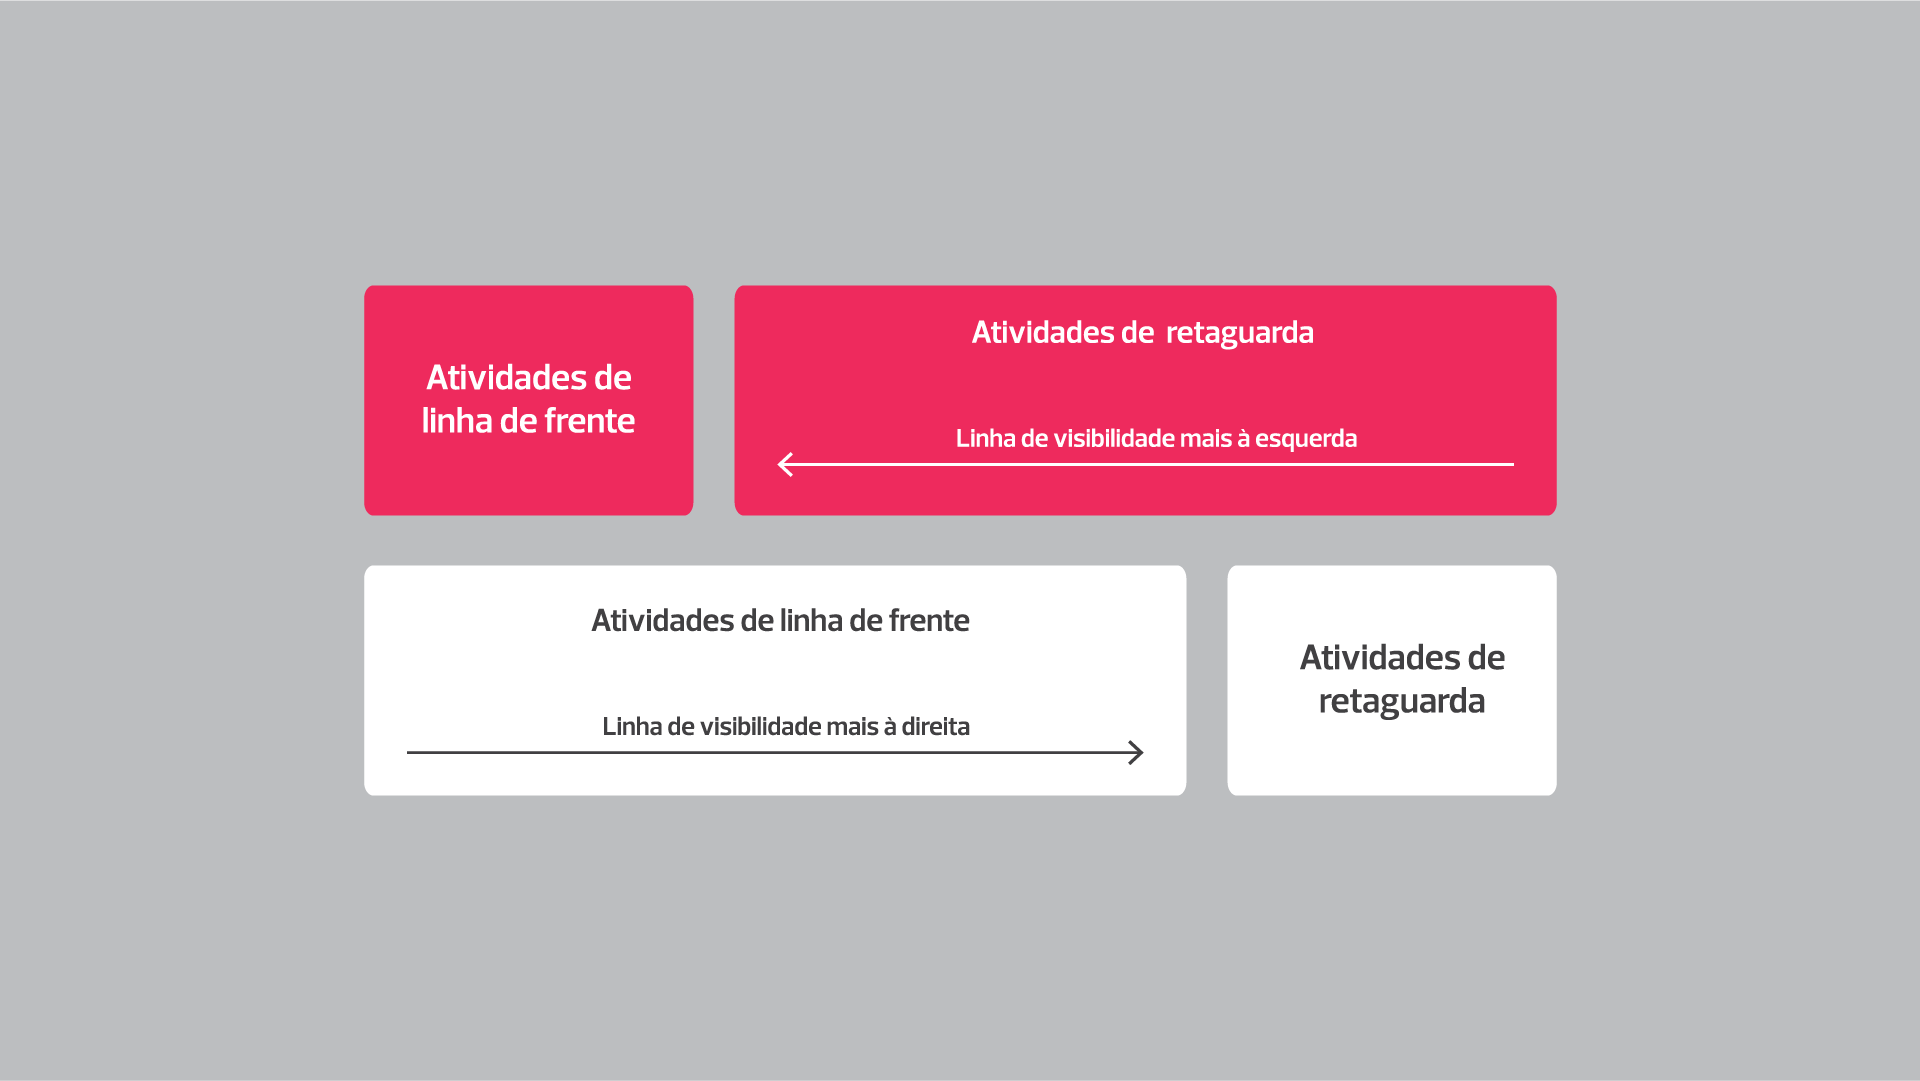 Atividades de
linha de frente
Atividades de  retaguarda
Linha de visibilidade mais à esquerda
Atividades de linha de frente
Linha de visibilidade mais à direita
Atividades de
retaguarda